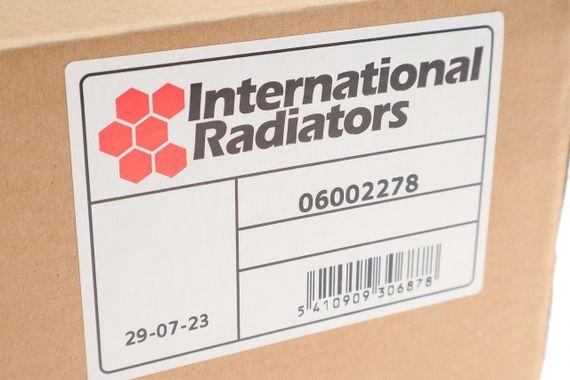 International
Radiators
06002278
5 410909 306878
29-07-23